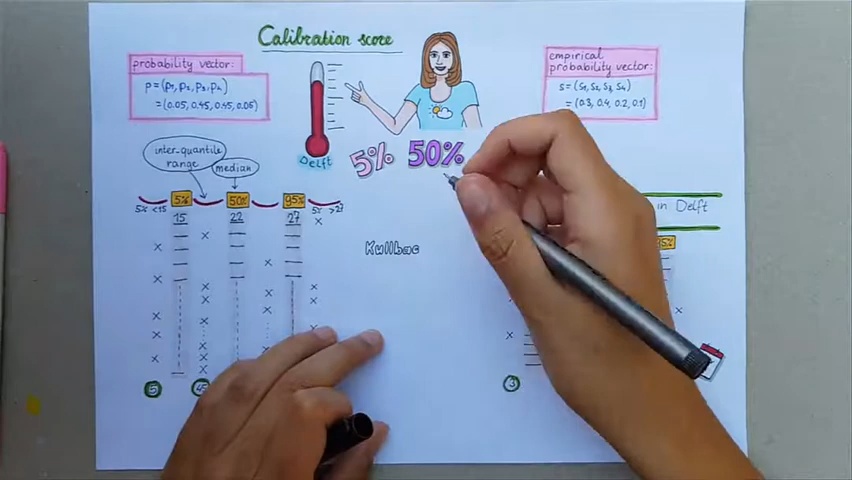 Calibration score
probability vector:
p = (p1, p2, p3, p4)
= (0.05, 0.45, 0.45, 0.05)
empirical
probability vector:
s = (s1, s2, s3, s4)
= (0.3, 0.4, 0.2, 0.1)
Delft
5% 50%
inter-quantile
range
median
5% <15 5% 50% 95% 5% >27
15 22 27
in Delft
Kullbac
5
3